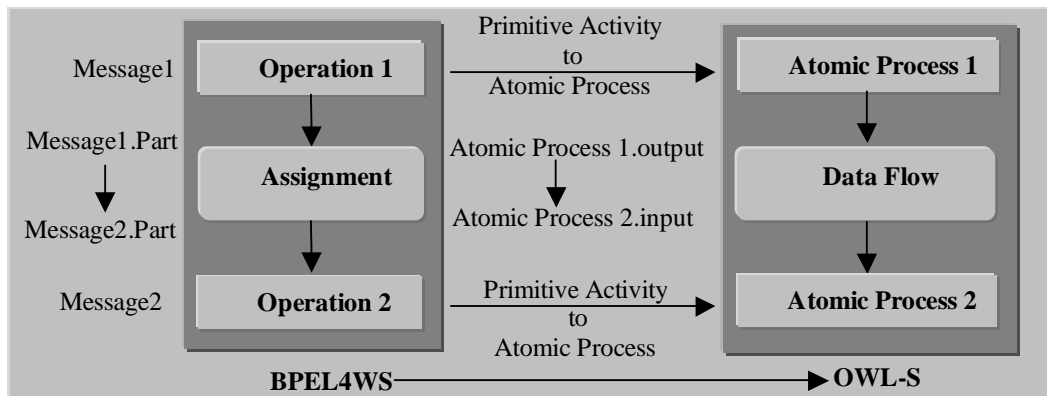 Message1
Operation 1
Primitive Activity
to
Atomic Process
Atomic Process 1
Message1.Part
Message2.Part
Assignment
Atomic Process 1.output
Atomic Process 2.input
Data Flow
Message2
Operation 2
Primitive Activity
to
Atomic Process
Atomic Process 2
BPEL4WS
OWL-S